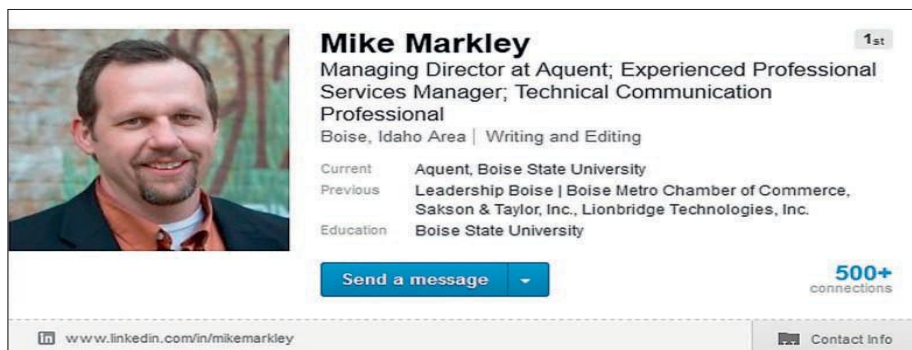 Mike Markley
1st
Managing Director at Aquent; Experienced Professional
Services Manager; Technical Communication
Professional
Boise, Idaho Area | Writing and Editing
Current Aquent, Boise State University
Previous Leadership Boise | Boise Metro Chamber of Commerce,
Sakson & Taylor, Inc., Lionbridge Technologies, Inc.
Education Boise State University
Send a message
500+
connections
in www.linkedin.com/in/mikemarkley
Contact Info